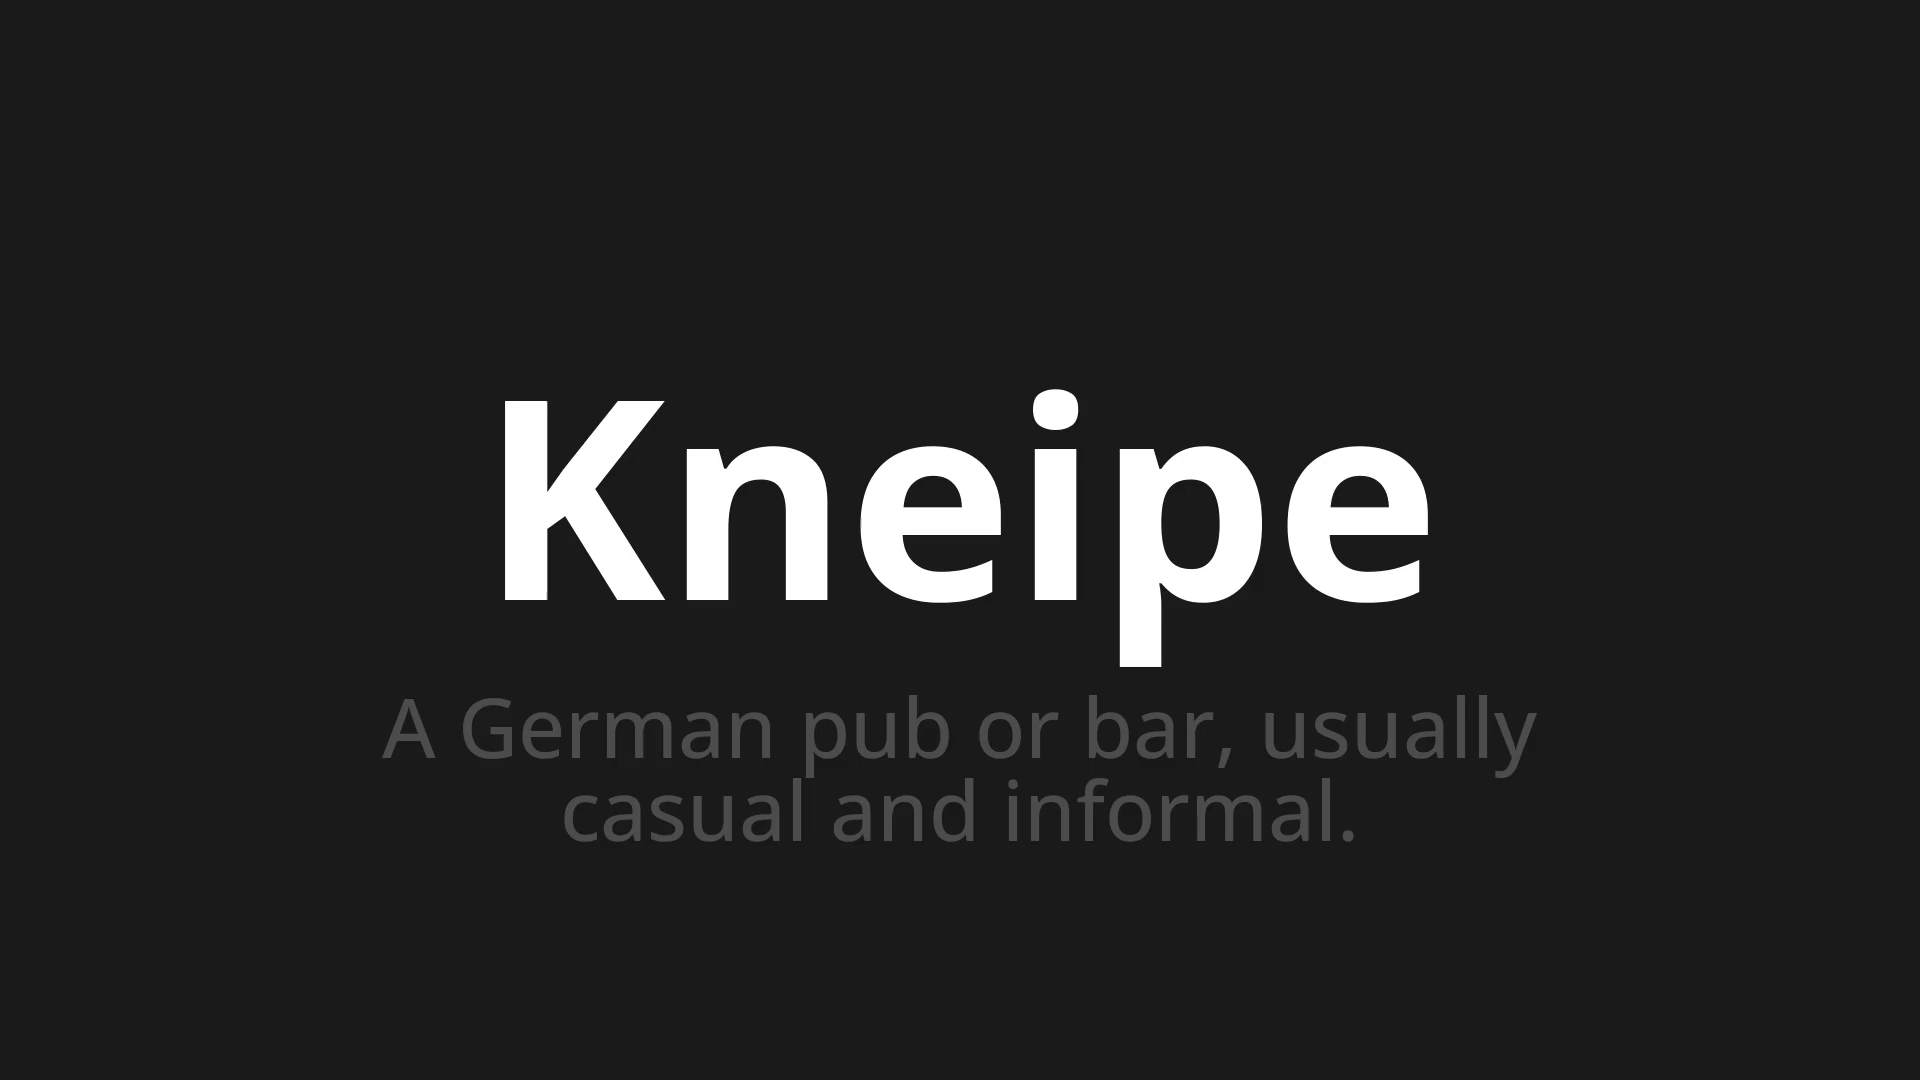 Kneipe
A German pub or bar, usually
casual and informal.